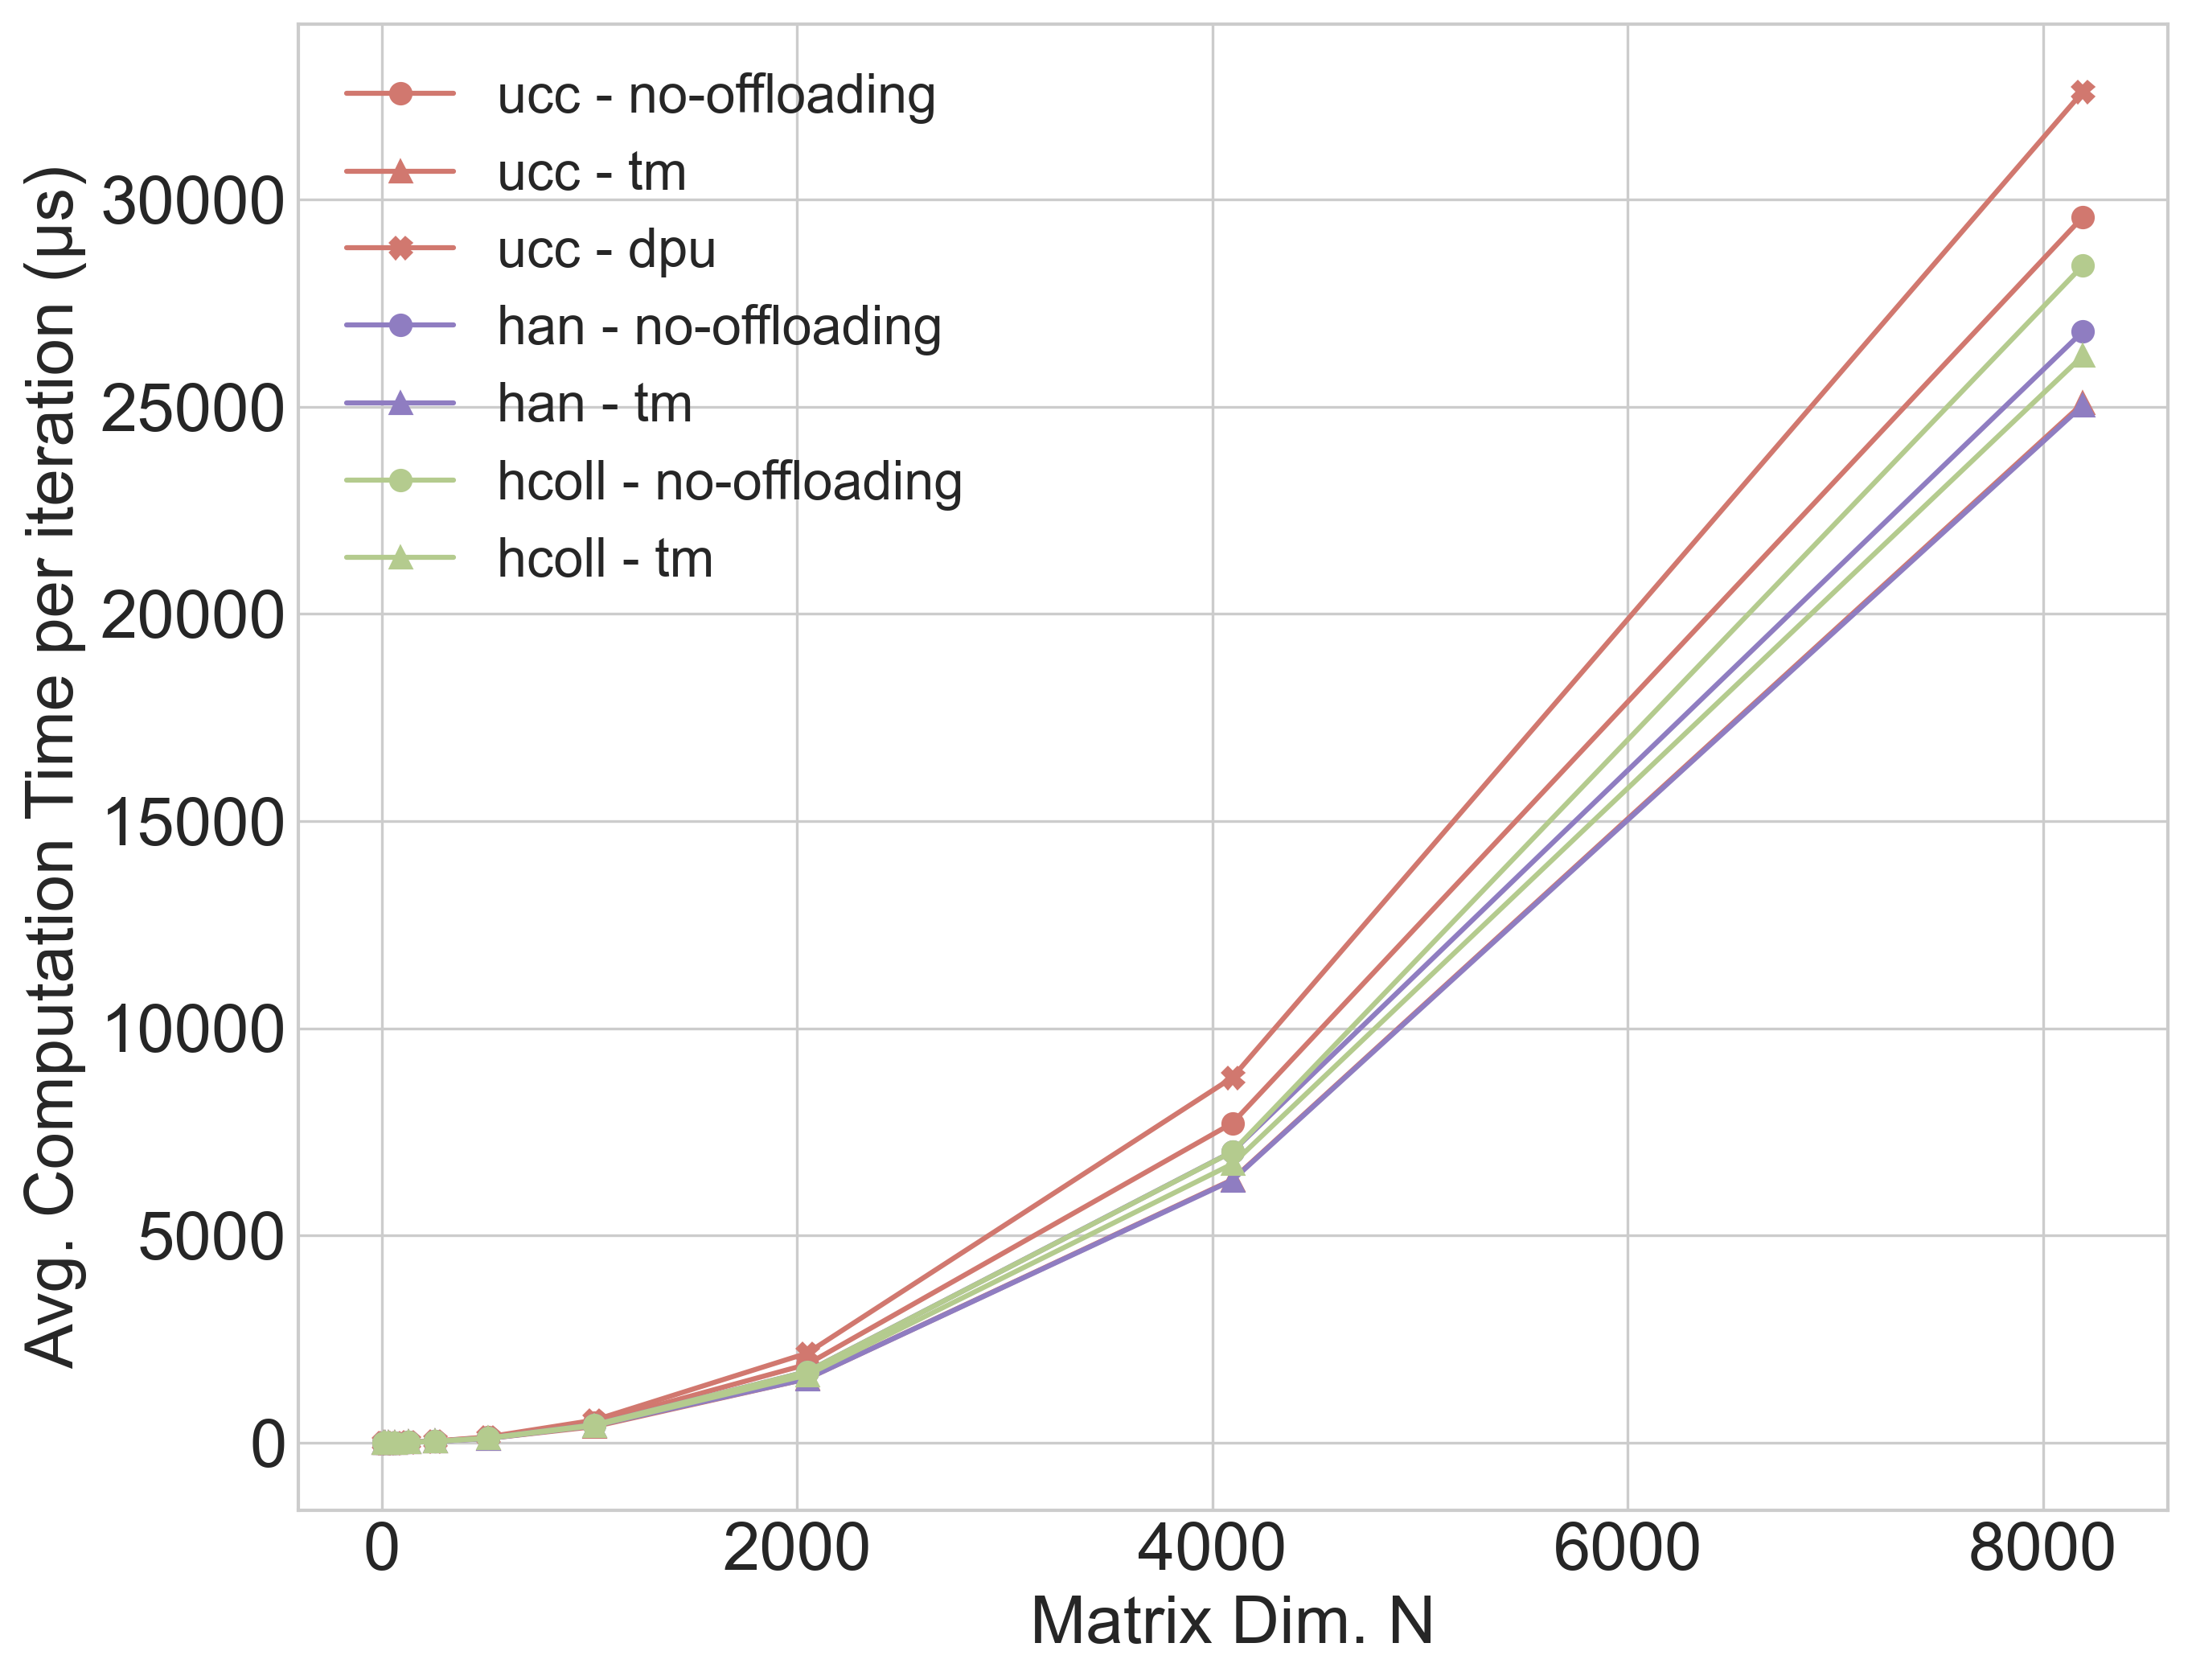 ucc - no-offloading
ucc - tm
ucc - dpu
han - no-offloading
han - tm
hcoll - no-offloading
hcoll - tm
Avg. Computation Time per iteration (μs)
30000
25000
20000
15000
10000
5000
0
0 2000 4000 6000 8000
Matrix Dim. N